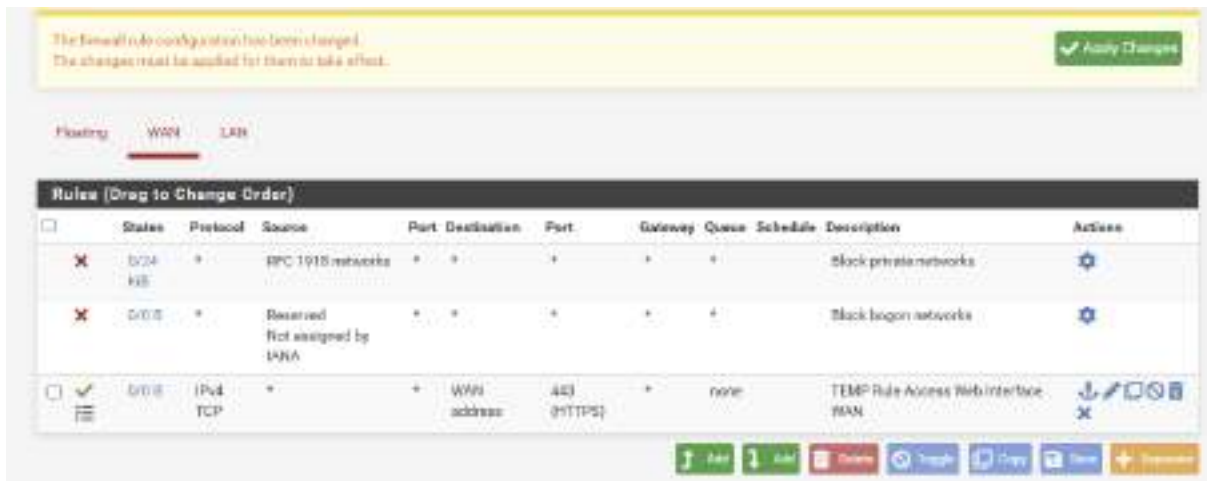 The firewall rule configuration has been changed.
The changes must be applied for them to take effect.
Apply Changes
Floating WAN LAN
Rules (Drag to Change Order)
States Protocol Source Port Destination Port Gateway Queue Schedule Description Actions
0/24 KiB * RFC 1918 networks * * * * * Block private networks
0/0 B * Reserved Not assigned by IANA * * * * * Block bogon networks
0/0 B IPv4 TCP * * WAN address 443 (HTTPS) * none TEMP Rule Access Web Interface WAN
Add Add Delete Toggle Copy Save Separator